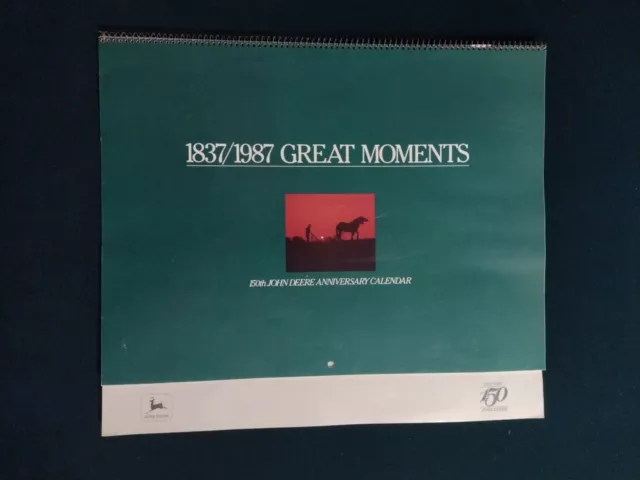 1837/1987 GREAT MOMENTS
150th JOHN DEERE ANNIVERSARY CALENDAR
150